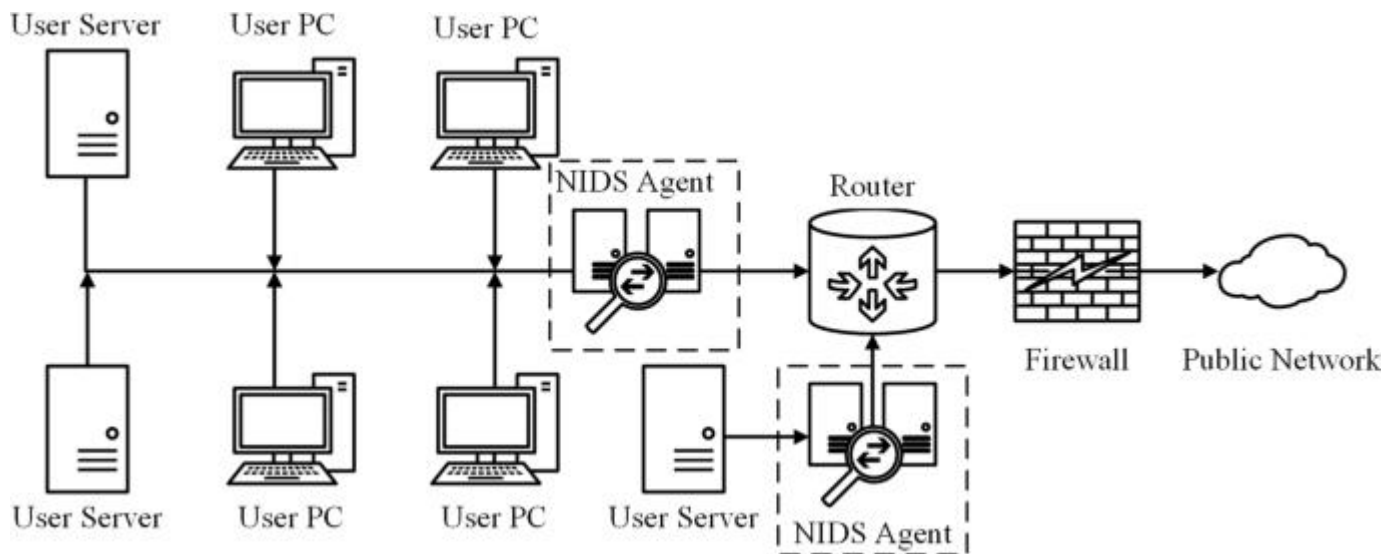 User Server
User PC
User PC
NIDS Agent
Router
Firewall
Public Network
User Server
User PC
User PC
User Server
NIDS Agent